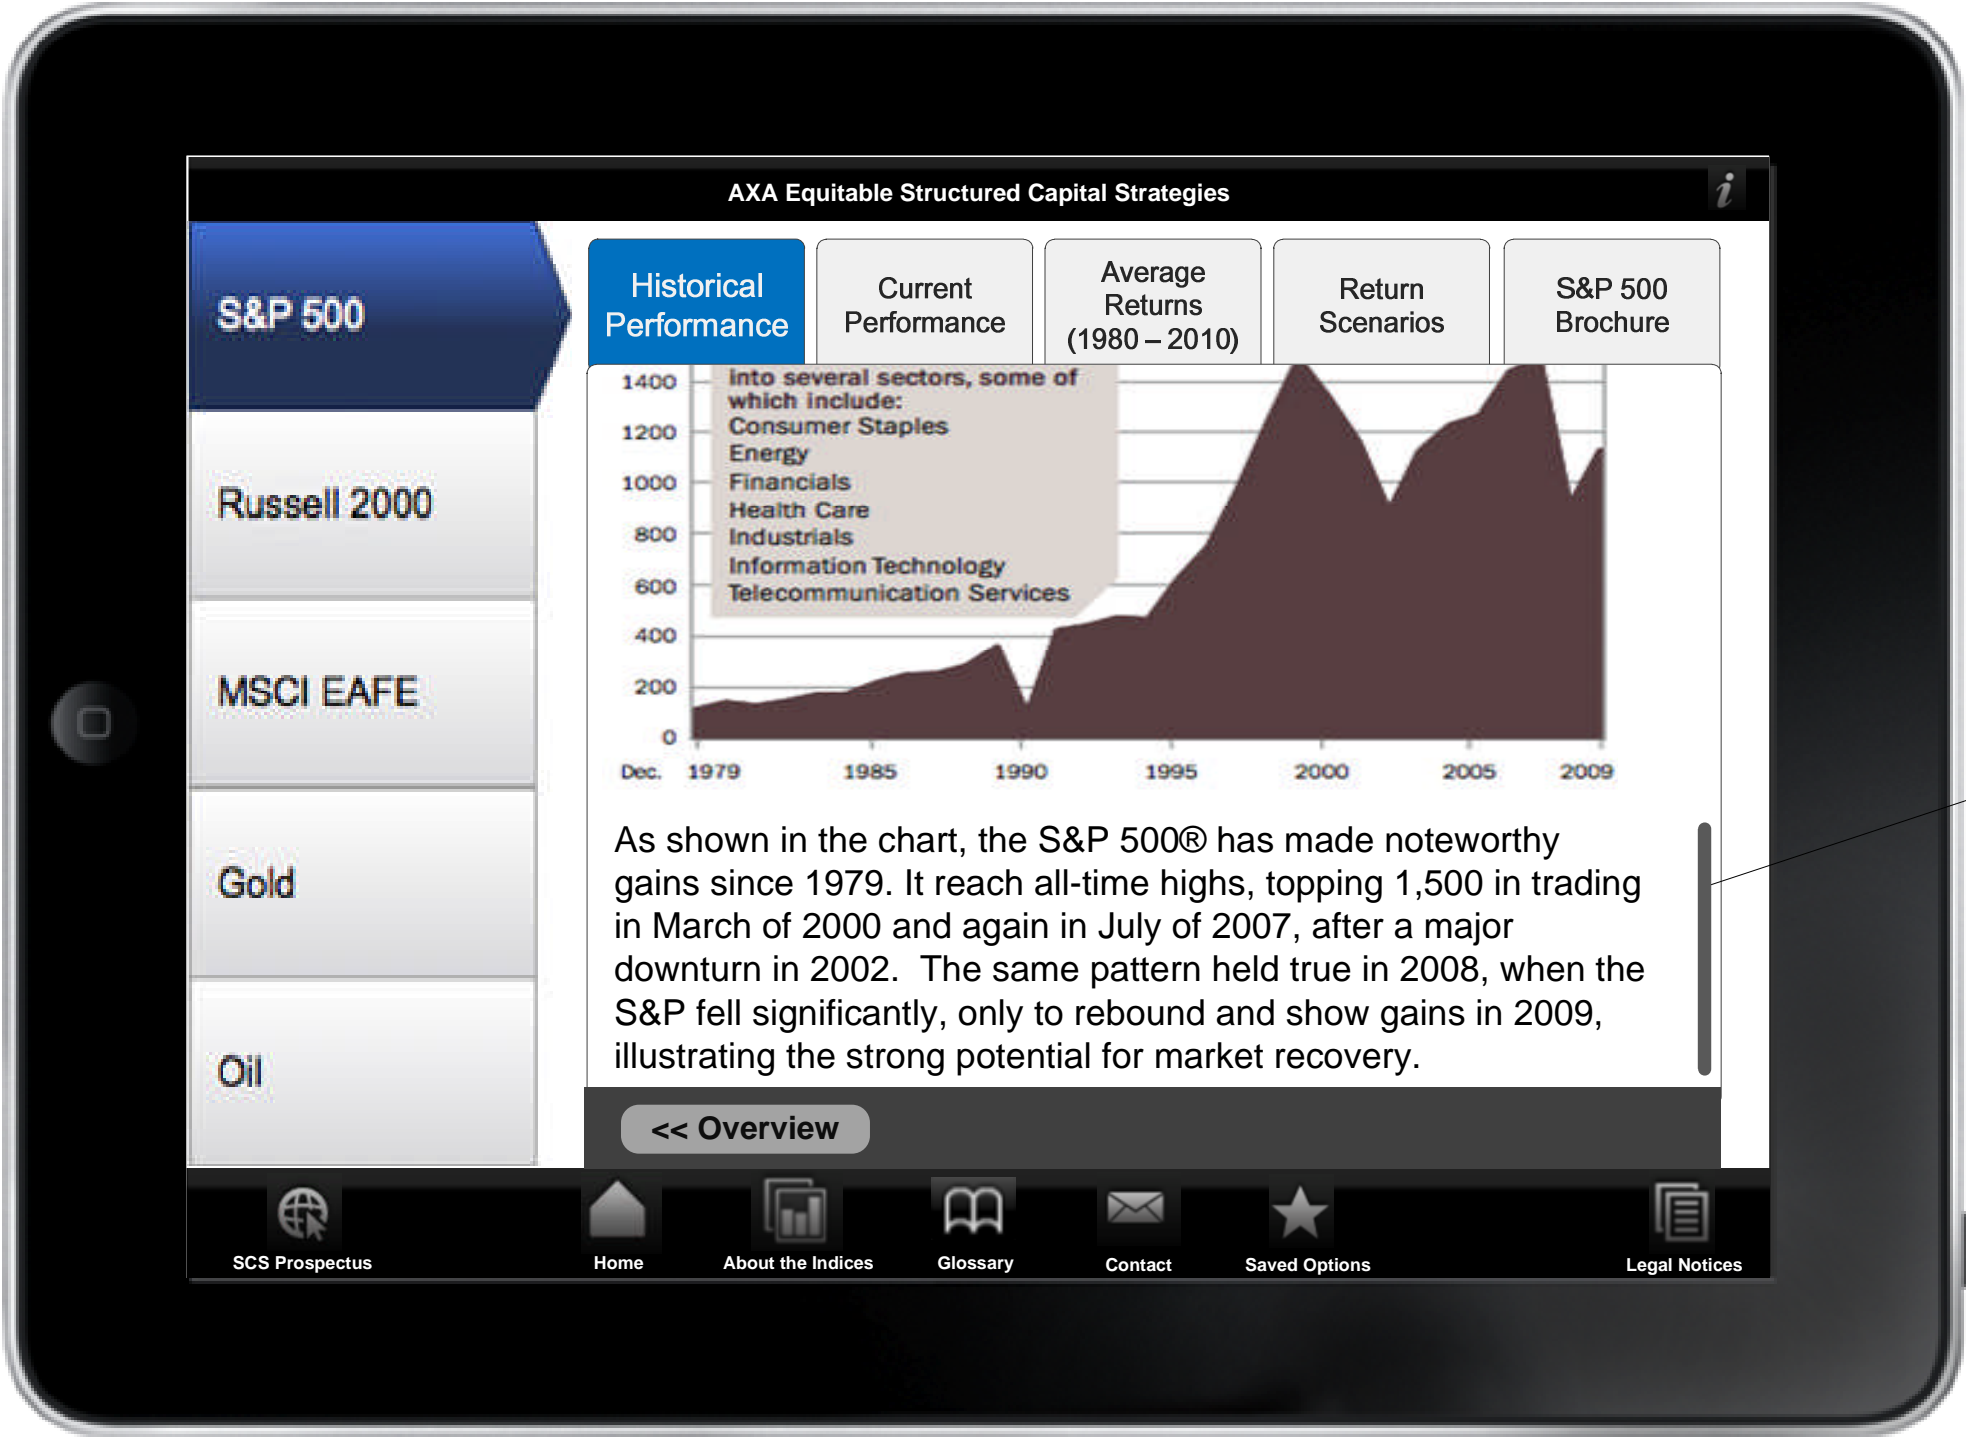 AXA Equitable Structured Capital Strategies
i
S&P 500
Russell 2000
MSCI EAFE
Gold
Oil
Historical
Performance
Current
Performance
Average
Returns
(1980 – 2010)
Return
Scenarios
S&P 500
Brochure
into several sectors, some of
which include:
Consumer Staples
Energy
Financials
Health Care
Industrials
Information Technology
Telecommunication Services
1400
1200
1000
800
600
400
200
0
Dec. 1979 1985 1990 1995 2000 2005 2009
As shown in the chart, the S&P 500® has made noteworthy
gains since 1979. It reach all-time highs, topping 1,500 in trading
in March of 2000 and again in July of 2007, after a major
downturn in 2002.  The same pattern held true in 2008, when the
S&P fell significantly, only to rebound and show gains in 2009,
illustrating the strong potential for market recovery.
<< Overview
SCS Prospectus
Home
About the Indices
Glossary
Contact
Saved Options
Legal Notices